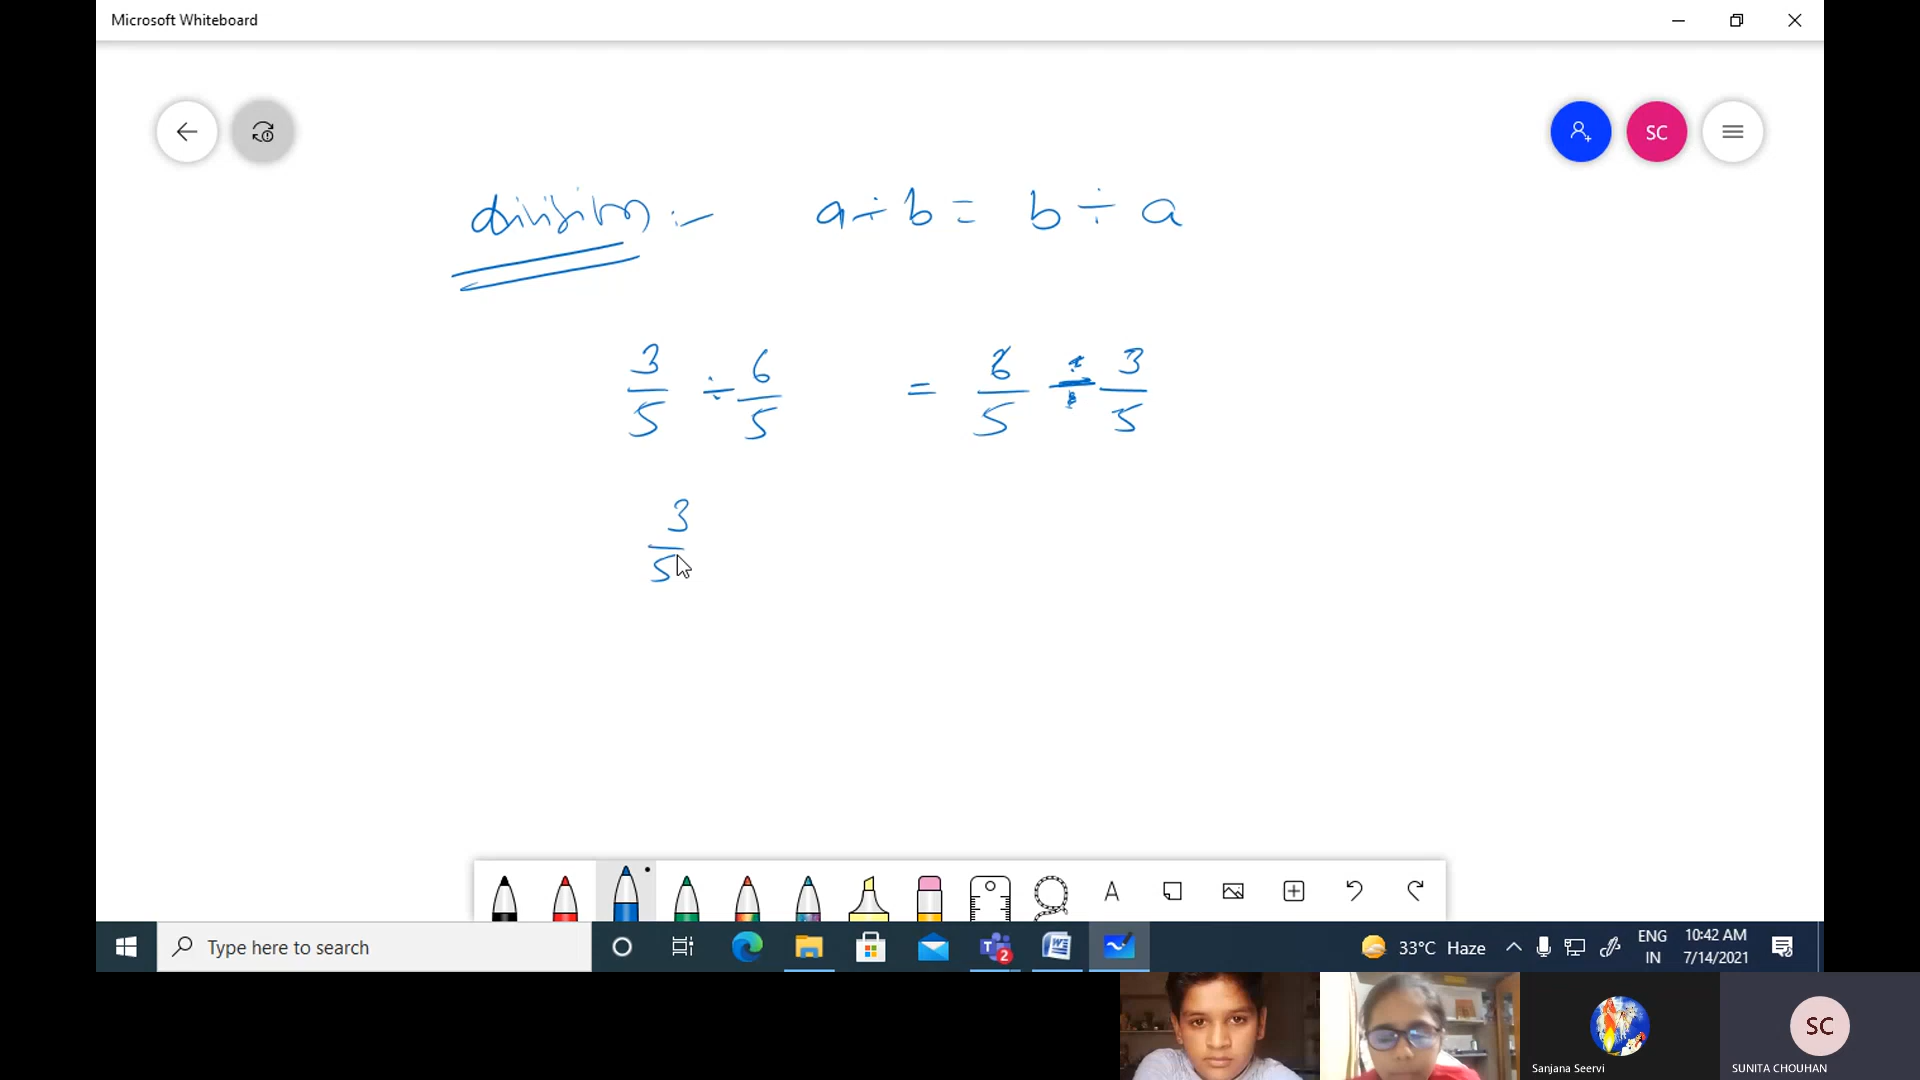 Microsoft Whiteboard
SC
division :- a ÷ b = b ÷ a
3/5 ÷ 6/5 = 6/5 ÷ 3/5
3/5
A
Type here to search
2
33°C Haze
ENG
IN
10:42 AM
7/14/2021
SC
Sanjana Seervi
SUNITA CHOUHAN